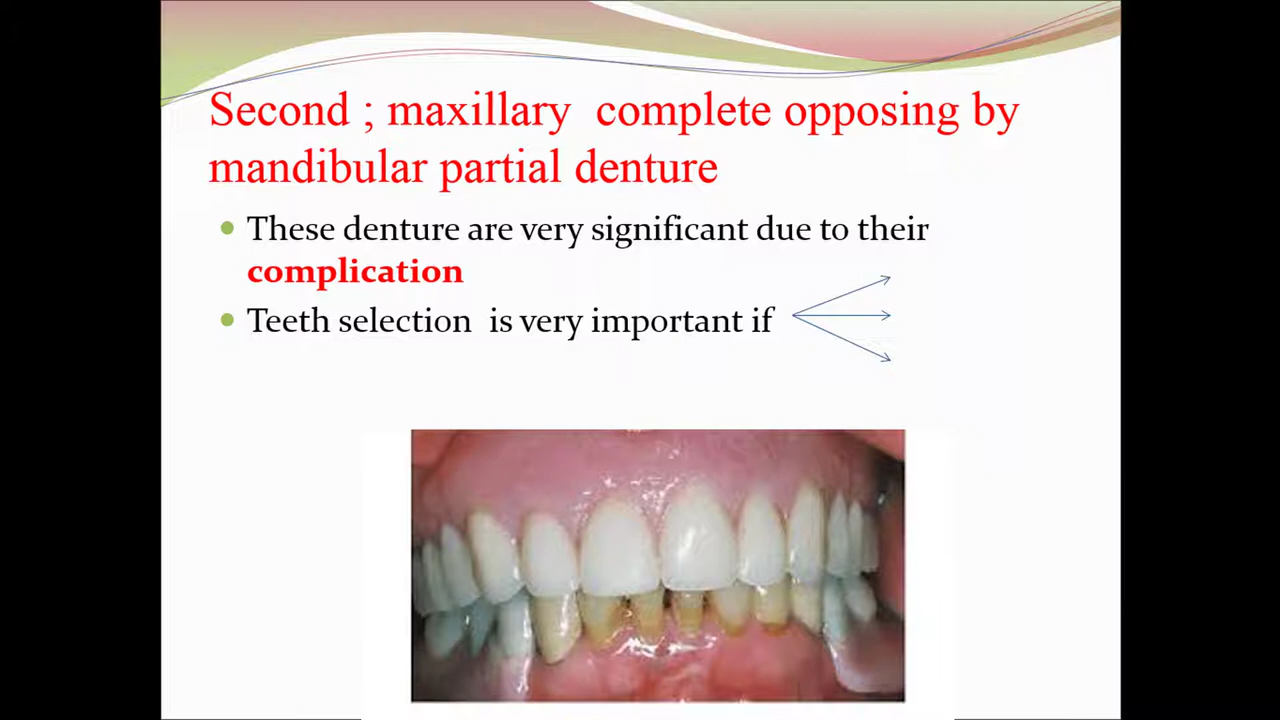 Second ; maxillary complete opposing by
mandibular partial denture
These denture are very significant due to their
complication
Teeth selection is very important if